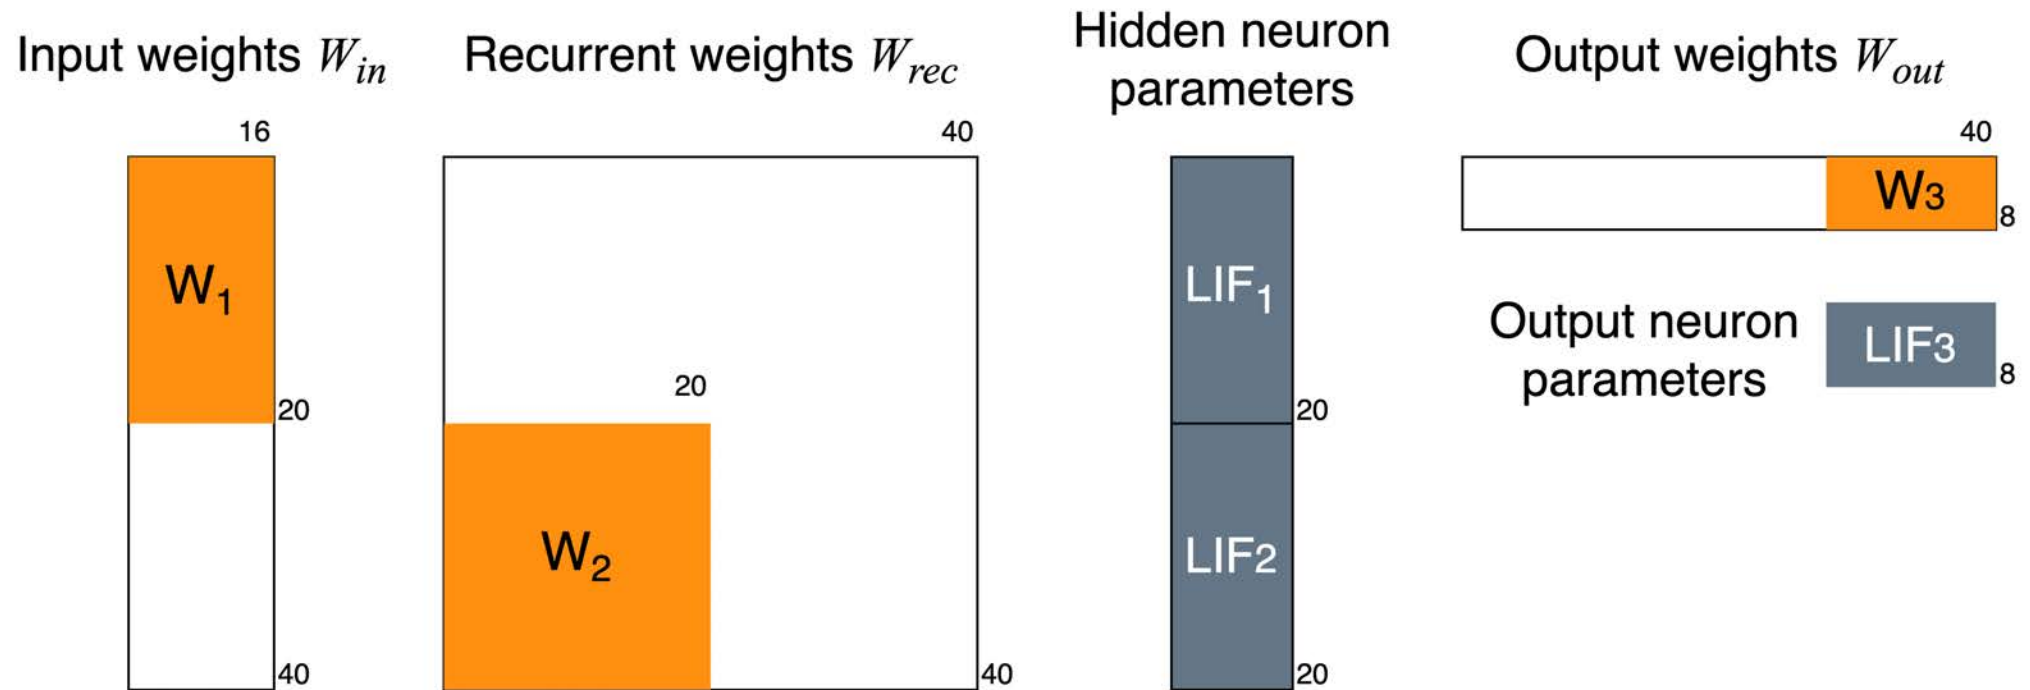 Input weights W_in
Recurrent weights W_rec
Hidden neuron
parameters
Output weights W_out
16
40
40
W₁
20
20
W₂
40
40
LIF₁
20
LIF2
20
W3
8
Output neuron
parameters
LIF3
8